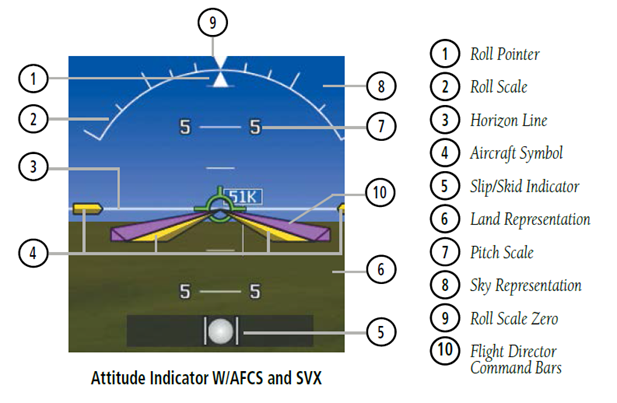 9
1
8
2
5 5
7
3
51K
10
4
6
5 5
5
Attitude Indicator W/AFCS and SVX
1 Roll Pointer
2 Roll Scale
3 Horizon Line
4 Aircraft Symbol
5 Slip/Skid Indicator
6 Land Representation
7 Pitch Scale
8 Sky Representation
9 Roll Scale Zero
10 Flight Director
Command Bars